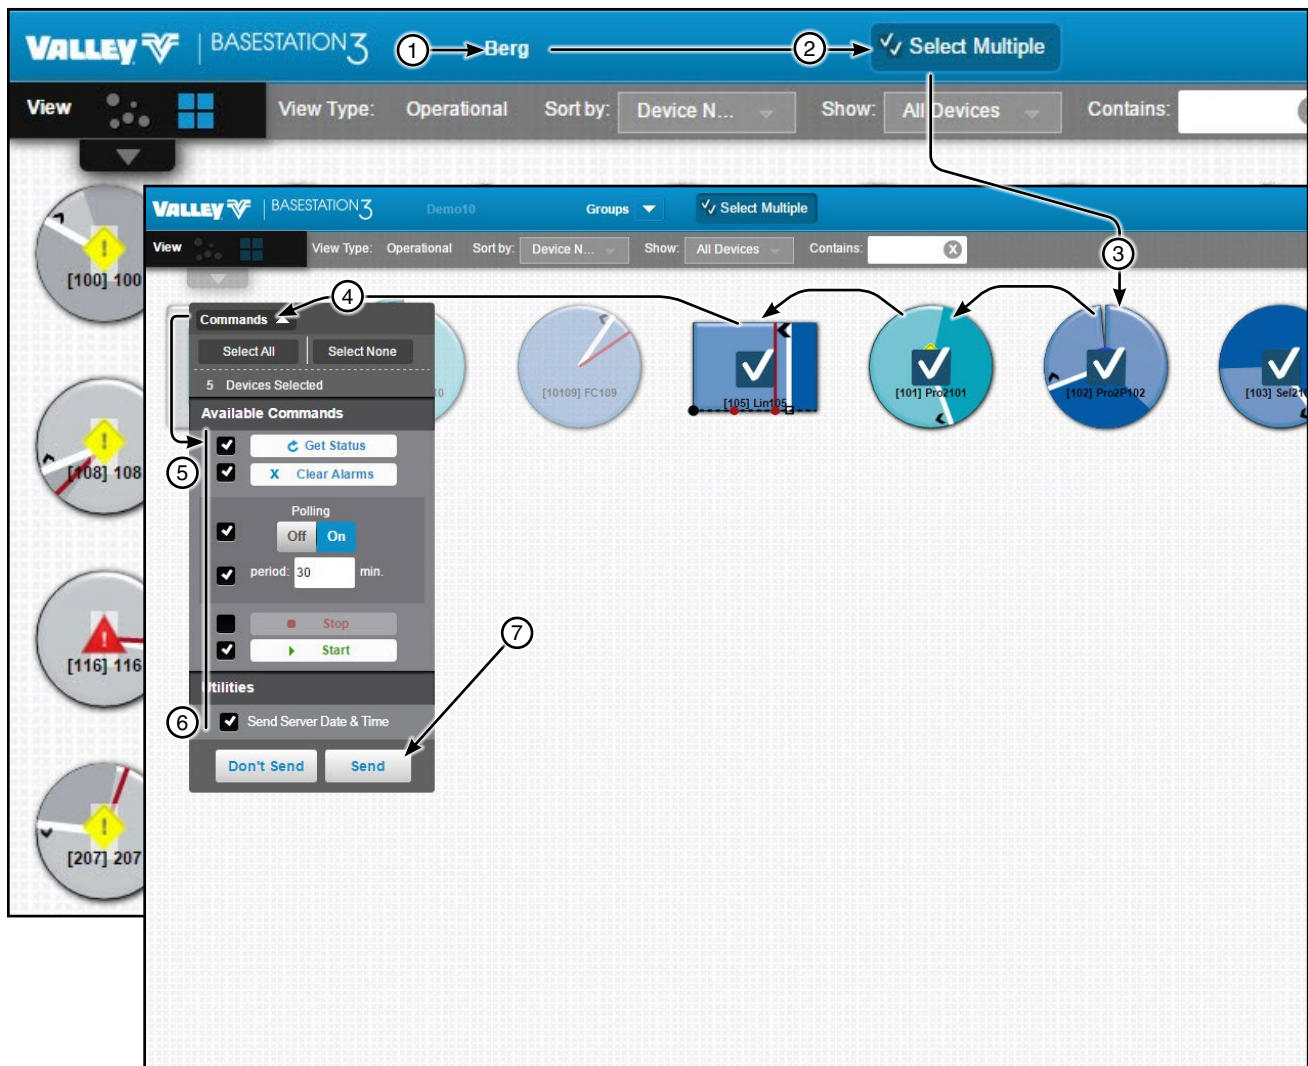 VALLEY | BASESTATION3 1 Berg 2 Select Multiple
View View Type: Operational Sort by: Device N... Show: All Devices Contains:
[100] 100
[108] 108
[116] 116
[207] 207
VALLEY | BASESTATION3 Demo10 Groups Select Multiple
View View Type: Operational Sort by: Device N... Show: All Devices Contains: X
3
4
Commands
Select All Select None
5 Devices Selected
Available Commands
Get Status
5
X Clear Alarms
Polling
Off On
period: 30 min.
Stop
Start
Utilities
6
Send Server Date & Time
Don't Send Send
7
[10109] FC109
[105] Lin105
[101] Pro2101
[102] Pro2P102
[103] Sel21